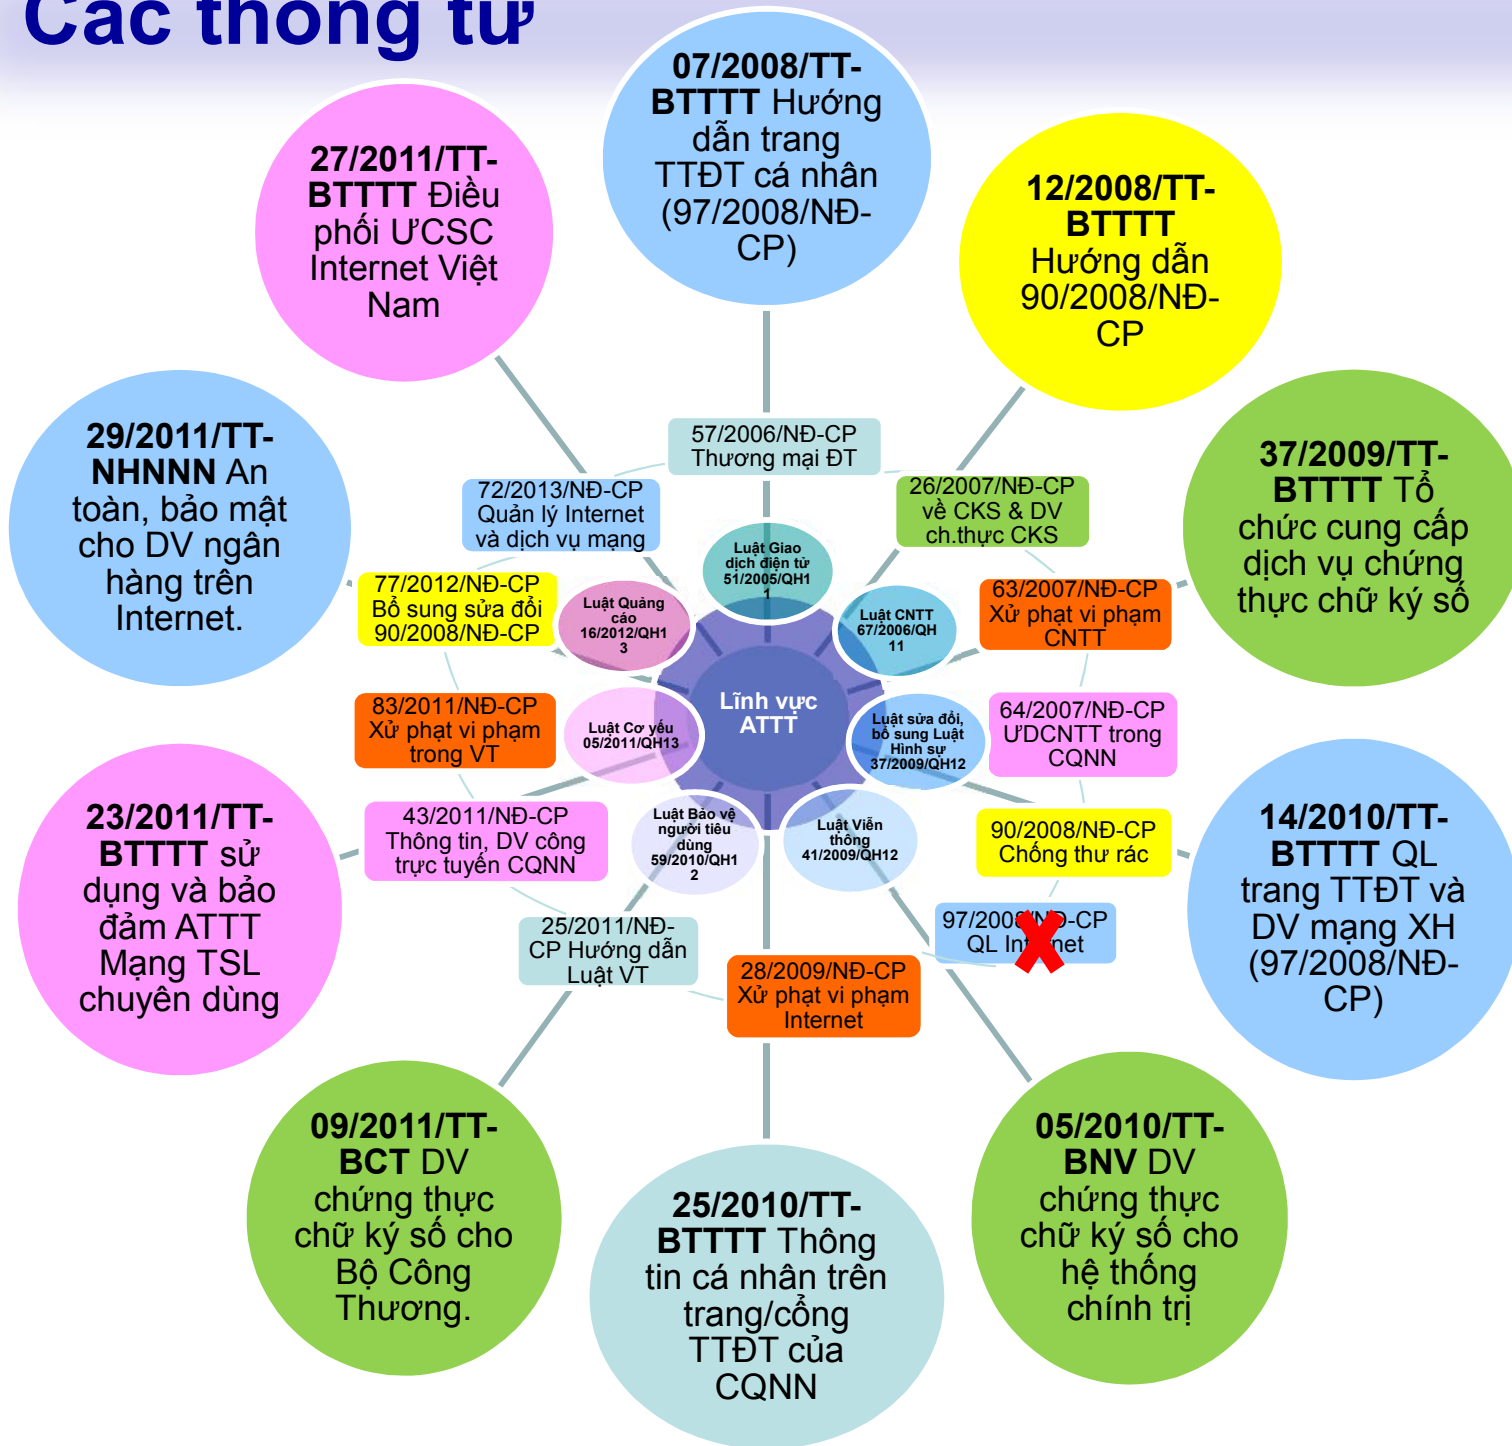 Các thông tư
07/2008/TT-
BTTTT Hướng
dẫn trang
TTĐT cá nhân
(97/2008/NĐ-
CP)
12/2008/TT-
BTTTT
Hướng dẫn
90/2008/NĐ-
CP
37/2009/TT-
BTTTT Tổ
chức cung cấp
dịch vụ chứng
thực chữ ký số
14/2010/TT-
BTTTT QL
trang TTĐT và
DV mạng XH
(97/2008/NĐ-
CP)
05/2010/TT-
BNV DV
chứng thực
chữ ký số cho
hệ thống
chính trị
25/2010/TT-
BTTTT Thông
tin cá nhân trên
trang/cổng
TTĐT của
CQNN
09/2011/TT-
BCT DV
chứng thực
chữ ký số cho
Bộ Công
Thương.
23/2011/TT-
BTTTT sử
dụng và bảo
đảm ATTT
Mạng TSL
chuyên dùng
29/2011/TT-
NHNNN An
toàn, bảo mật
cho DV ngân
hàng trên
Internet.
27/2011/TT-
BTTTT Điều
phối ƯCSC
Internet Việt
Nam
57/2006/NĐ-CP
Thương mại ĐT
26/2007/NĐ-CP
về CKS & DV
ch.thực CKS
63/2007/NĐ-CP
Xử phạt vi phạm
CNTT
64/2007/NĐ-CP
ƯDCNTT trong
CQNN
90/2008/NĐ-CP
Chống thư rác
97/2008/NĐ-CP
QL Internet
28/2009/NĐ-CP
Xử phạt vi phạm
Internet
25/2011/NĐ-
CP Hướng dẫn
Luật VT
43/2011/NĐ-CP
Thông tin, DV công
trực tuyến CQNN
83/2011/NĐ-CP
Xử phạt vi phạm
trong VT
77/2012/NĐ-CP
Bổ sung sửa đổi
90/2008/NĐ-CP
72/2013/NĐ-CP
Quản lý Internet
và dịch vụ mạng
Luật Giao
dịch điện tử
51/2005/QH1
1
Luật CNTT
67/2006/QH
11
Luật sửa đổi,
bổ sung Luật
Hình sự
37/2009/QH12
Luật Viễn
thông
41/2009/QH12
Luật Bảo vệ
người tiêu
dùng
59/2010/QH1
2
Luật Cơ yếu
05/2011/QH13
Luật Quảng
cáo
16/2012/QH1
3
Lĩnh vực
ATTT